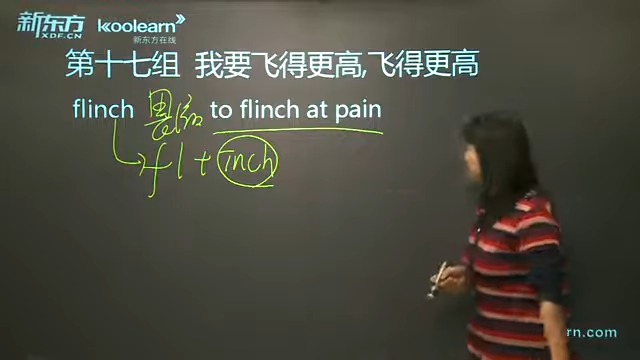 新东方 koolearn
XDF.CN 新东方在线
第十七组 我要飞得更高,飞得更高
flinch 畏缩 to flinch at pain
fl+inch
rn.com